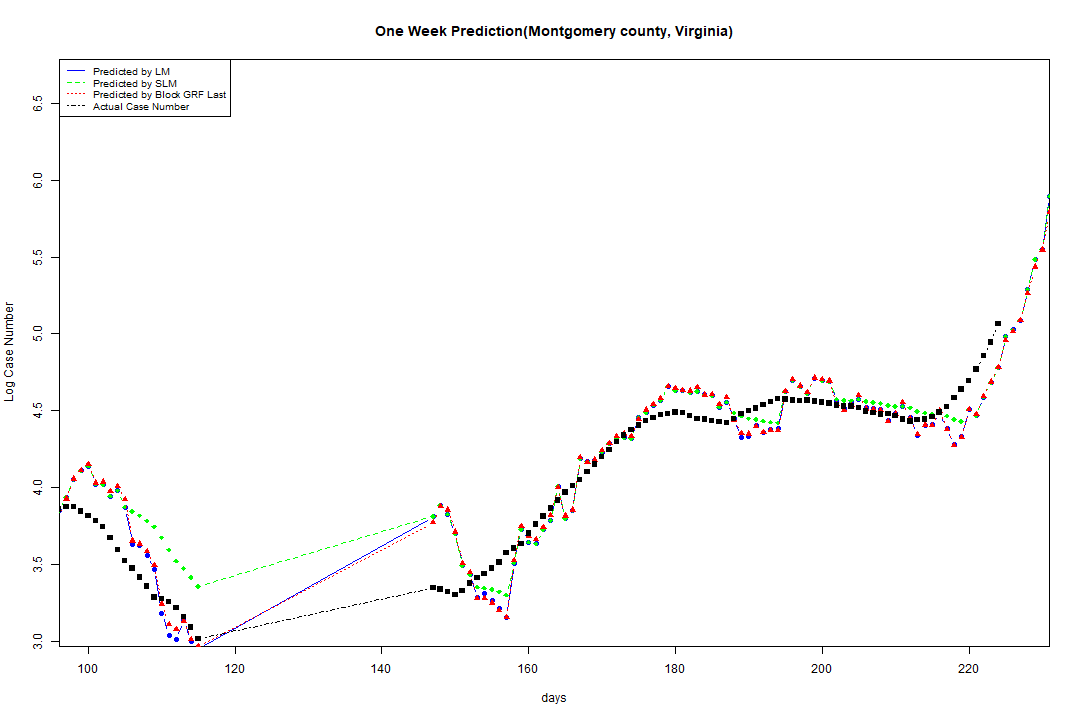 One Week Prediction(Montgomery county, Virginia)
Predicted by LM
Predicted by SLM
Predicted by Block GRF Last
Actual Case Number
Log Case Number
6.5
6.0
5.5
5.0
4.5
4.0
3.5
3.0
100 120 140 160 180 200 220
days